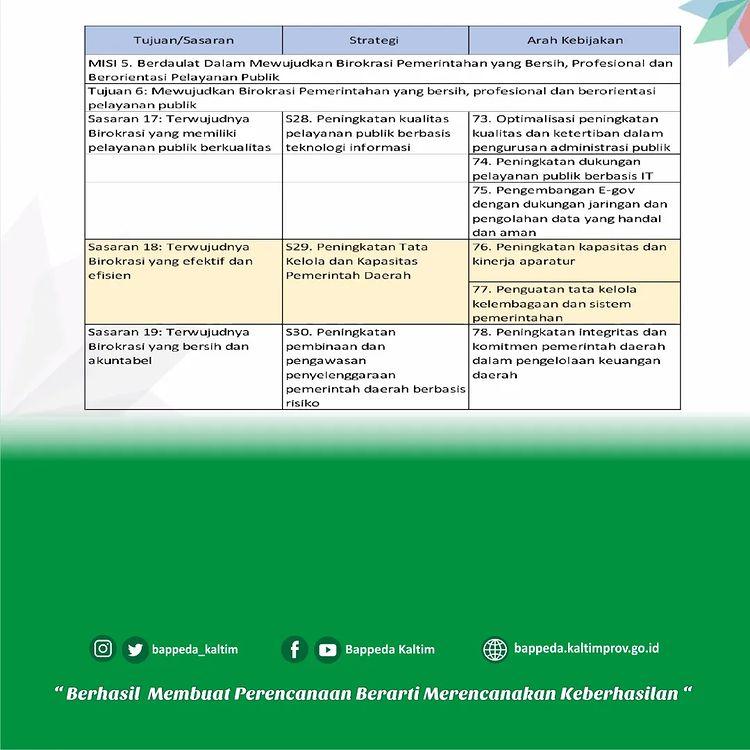 Tujuan/Sasaran Strategi Arah Kebijakan
MISI 5. Berdaulat Dalam Mewujudkan Birokrasi Pemerintahan yang Bersih, Profesional dan
Berorientasi Pelayanan Publik
Tujuan 6: Mewujudkan Birokrasi Pemerintahan yang bersih, profesional dan berorientasi
pelayanan publik
Sasaran 17: Terwujudnya
Birokrasi yang memiliki
pelayanan publik berkualitas
S28. Peningkatan kualitas
pelayanan publik berbasis
teknologi informasi
73. Optimalisasi peningkatan
kualitas dan ketertiban dalam
pengurusan administrasi publik
74. Peningkatan dukungan
pelayanan publik berbasis IT
75. Pengembangan E-gov
dengan dukungan jaringan dan
pengolahan data yang handal
dan aman
Sasaran 18: Terwujudnya
Birokrasi yang efektif dan
efisien
S29. Peningkatan Tata
Kelola dan Kapasitas
Pemerintah Daerah
76. Peningkatan kapasitas dan
kinerja aparatur
77. Penguatan tata kelola
kelembagaan dan sistem
pemerintahan
Sasaran 19: Terwujudnya
Birokrasi yang bersih dan
akuntabel
S30. Peningkatan
pembinaan dan
pengawasan
penyelenggaraan
pemerintah daerah berbasis
risiko
78. Peningkatan integritas dan
komitmen pemerintah daerah
dalam pengelolaan keuangan
daerah
bappeda_kaltim Bappeda Kaltim bappeda.kaltimprov.go.id
“ Berhasil Membuat Perencanaan Berarti Merencanakan Keberhasilan “